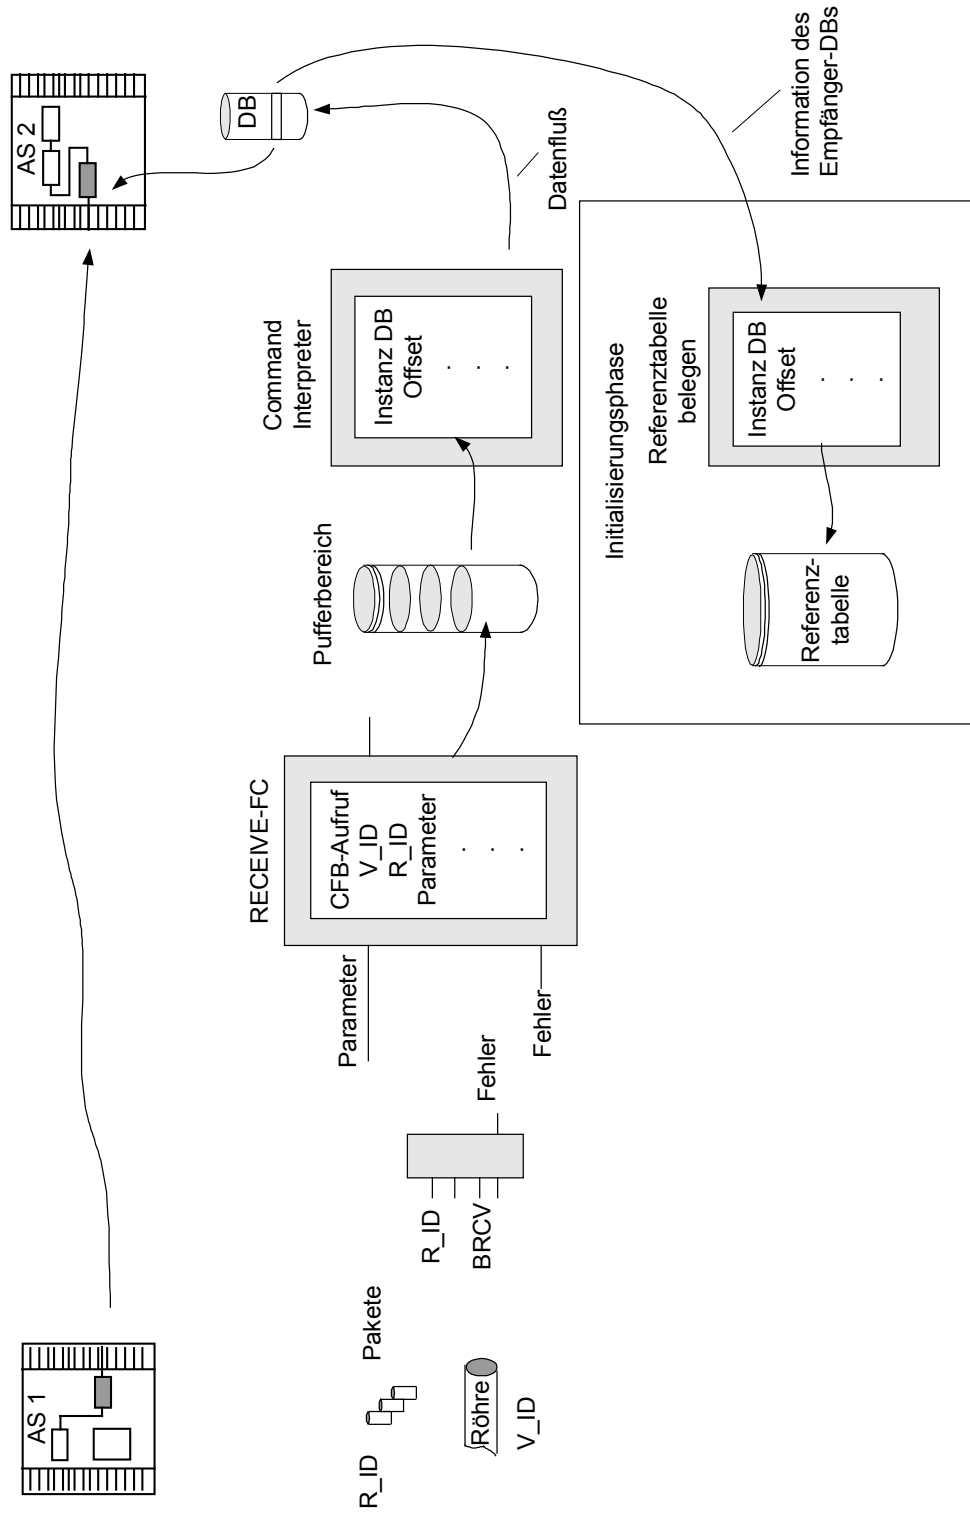 AS 1
AS 2
R_ID
Pakete
Röhre
V_ID
R_ID
BRCV
Fehler
Parameter
Fehler
RECEIVE-FC
CFB-Aufruf
V_ID
R_ID
Parameter
. . .
Pufferbereich
Command
Interpreter
Instanz DB
Offset
. . .
DB
Datenfluß
Information des
Empfänger-DBs
Initialisierungsphase
Referenztabelle
belegen
Instanz DB
Offset
. . .
Referenz-
tabelle